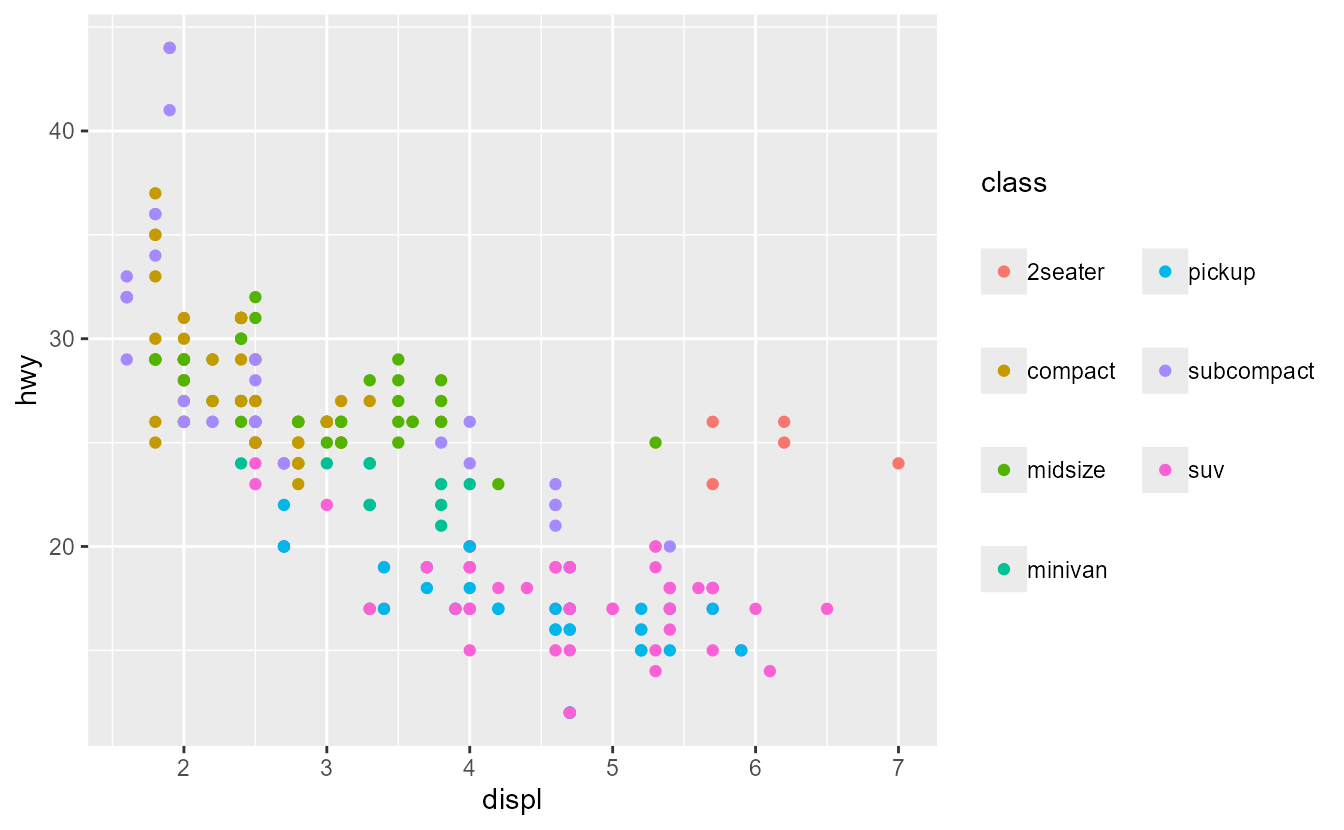 40
30
20
hwy
2 3 4 5 6 7
displ
class
2seater pickup
compact subcompact
midsize suv
minivan